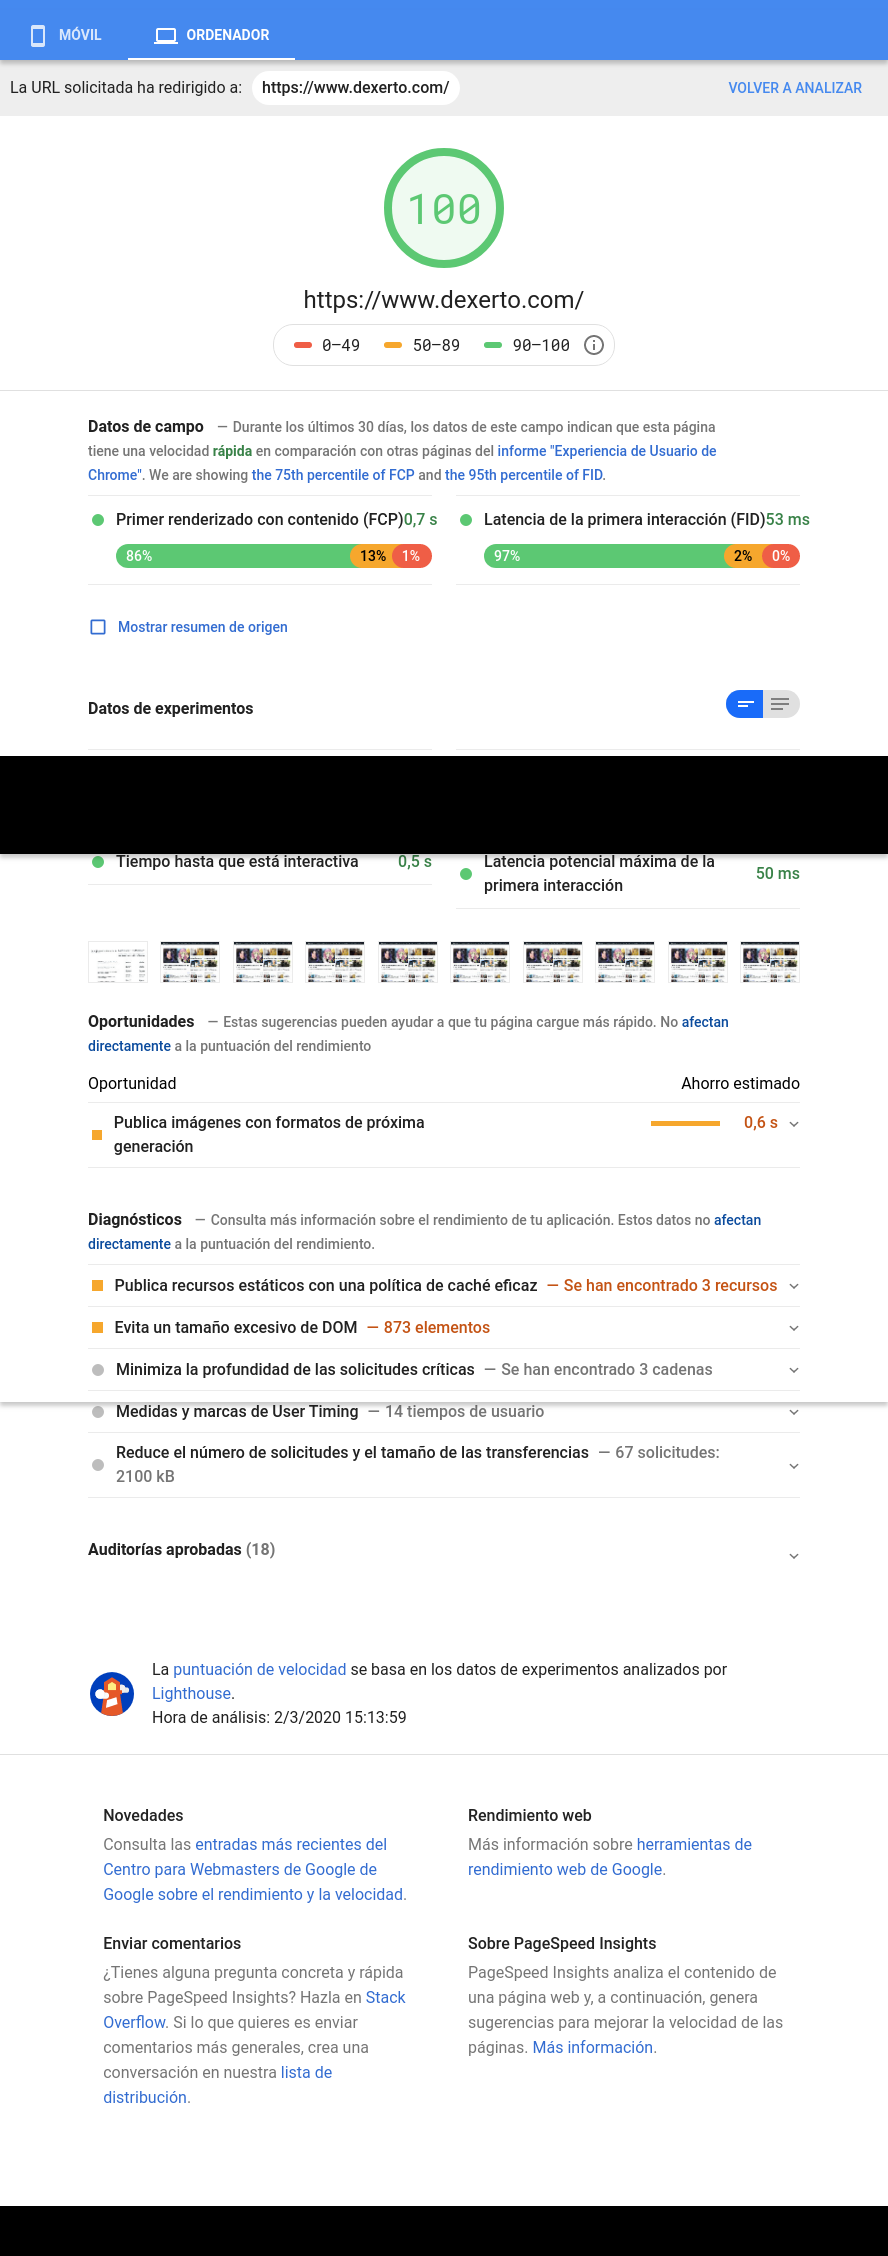 MÓVIL
ORDENADOR
La URL solicitada ha redirigido a: https://www.dexerto.com/ VOLVER A ANALIZAR
100
https://www.dexerto.com/
0–49 50–89 90–100
Datos de campo — Durante los últimos 30 días, los datos de este campo indican que esta página
tiene una velocidad rápida en comparación con otras páginas del informe "Experiencia de Usuario de
Chrome". We are showing the 75th percentile of FCP and the 95th percentile of FID.
Primer renderizado con contenido (FCP) 0,7 s
86% 13% 1%
Latencia de la primera interacción (FID) 53 ms
97% 2% 0%
Mostrar resumen de origen
Datos de experimentos
Tiempo hasta que está interactiva 0,5 s
Latencia potencial máxima de la
primera interacción
50 ms
Oportunidades — Estas sugerencias pueden ayudar a que tu página cargue más rápido. No afectan
directamente a la puntuación del rendimiento
Oportunidad Ahorro estimado
Publica imágenes con formatos de próxima
generación
0,6 s
Diagnósticos — Consulta más información sobre el rendimiento de tu aplicación. Estos datos no afectan
directamente a la puntuación del rendimiento.
Publica recursos estáticos con una política de caché eficaz — Se han encontrado 3 recursos
Evita un tamaño excesivo de DOM — 873 elementos
Minimiza la profundidad de las solicitudes críticas — Se han encontrado 3 cadenas
Medidas y marcas de User Timing — 14 tiempos de usuario
Reduce el número de solicitudes y el tamaño de las transferencias — 67 solicitudes:
2100 kB
Auditorías aprobadas (18)
La puntuación de velocidad se basa en los datos de experimentos analizados por
Lighthouse.
Hora de análisis: 2/3/2020 15:13:59
Novedades
Consulta las entradas más recientes del
Centro para Webmasters de Google de
Google sobre el rendimiento y la velocidad.
Rendimiento web
Más información sobre herramientas de
rendimiento web de Google.
Enviar comentarios
¿Tienes alguna pregunta concreta y rápida
sobre PageSpeed Insights? Hazla en Stack
Overflow. Si lo que quieres es enviar
comentarios más generales, crea una
conversación en nuestra lista de
distribución.
Sobre PageSpeed Insights
PageSpeed Insights analiza el contenido de
una página web y, a continuación, genera
sugerencias para mejorar la velocidad de las
páginas. Más información.